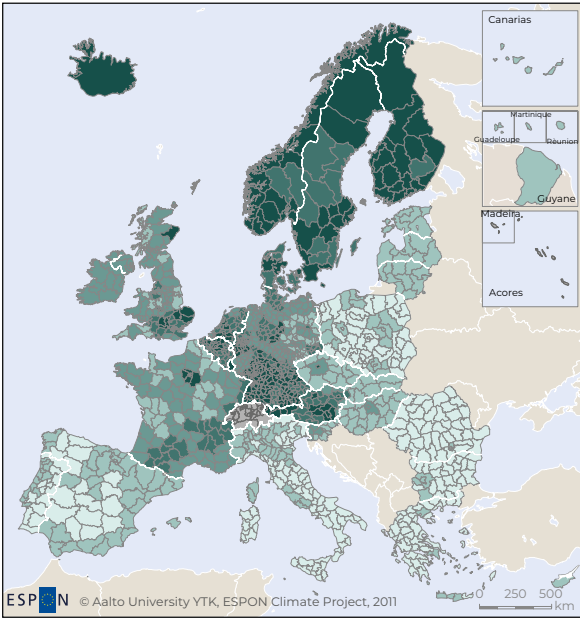 Canarias
Martinique
Guadeloupe
Réunion
Guyane
Madeira
Acores
ESPON © Aalto University YTK, ESPON Climate Project, 2011
0 250 500
km